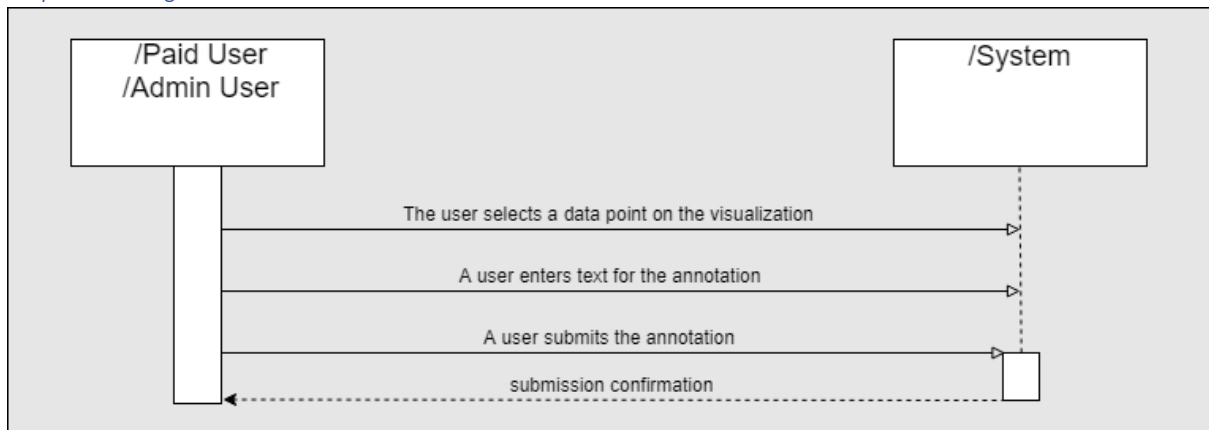 /Paid User
/Admin User
/System
The user selects a data point on the visualization
A user enters text for the annotation
A user submits the annotation
submission confirmation